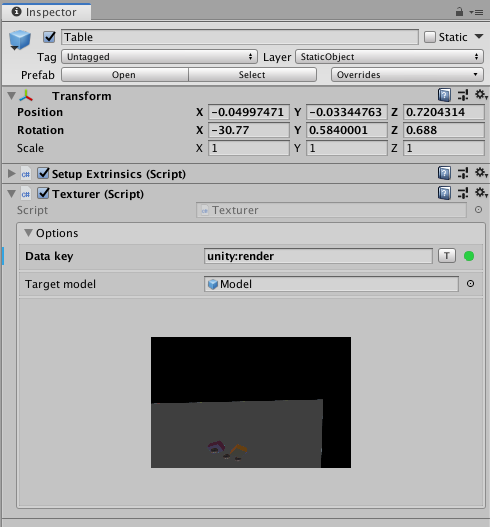 Inspector
Table Static
Tag Untagged Layer StaticObject
Prefab Open Select Overrides
Transform
Position X -0.04997471 Y -0.03344763 Z 0.7204314
Rotation X -30.77 Y 0.5840001 Z 0.688
Scale X 1 Y 1 Z 1
Setup Extrinsics (Script)
Texturer (Script)
Script Texturer
Options
Data key unity:render T
Target model Model